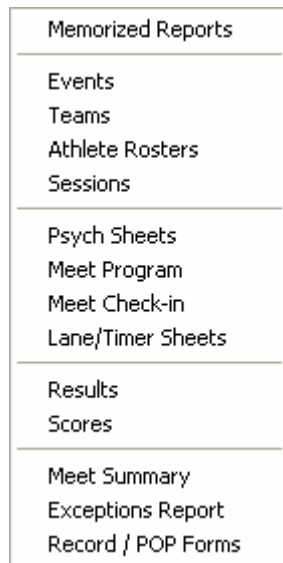 Memorized Reports
Events
Teams
Athlete Rosters
Sessions
Psych Sheets
Meet Program
Meet Check-in
Lane/Timer Sheets
Results
Scores
Meet Summary
Exceptions Report
Record / POP Forms